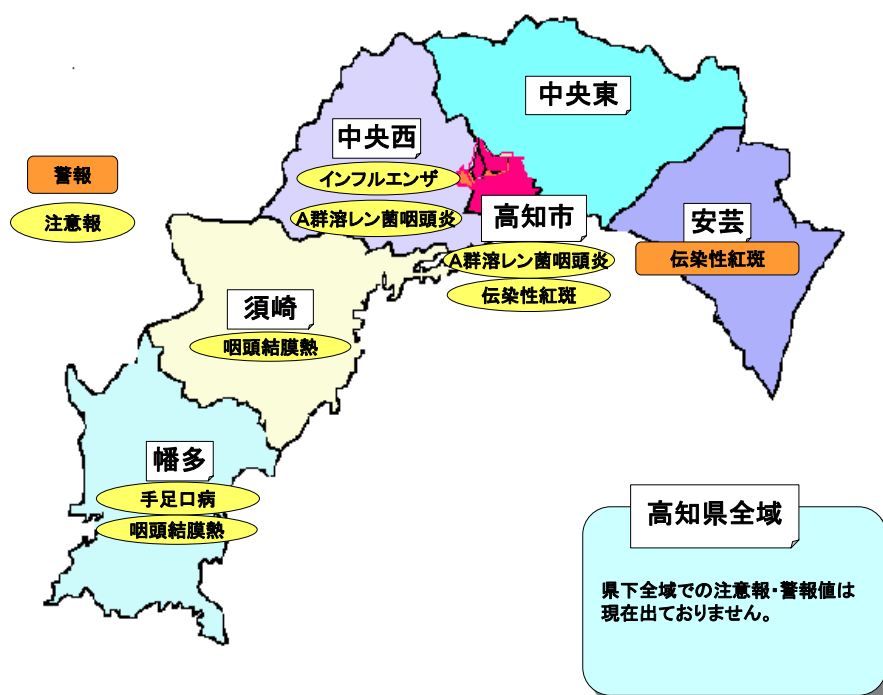 中央東
中央西
警報
インフルエンザ
注意報
A群溶レン菌咽頭炎
高知市
安芸
A群溶レン菌咽頭炎
伝染性紅斑
伝染性紅斑
須崎
咽頭結膜熱
幡多
手足口病
咽頭結膜熱
高知県全域
県下全域での注意報・警報値は
現在出ておりません。